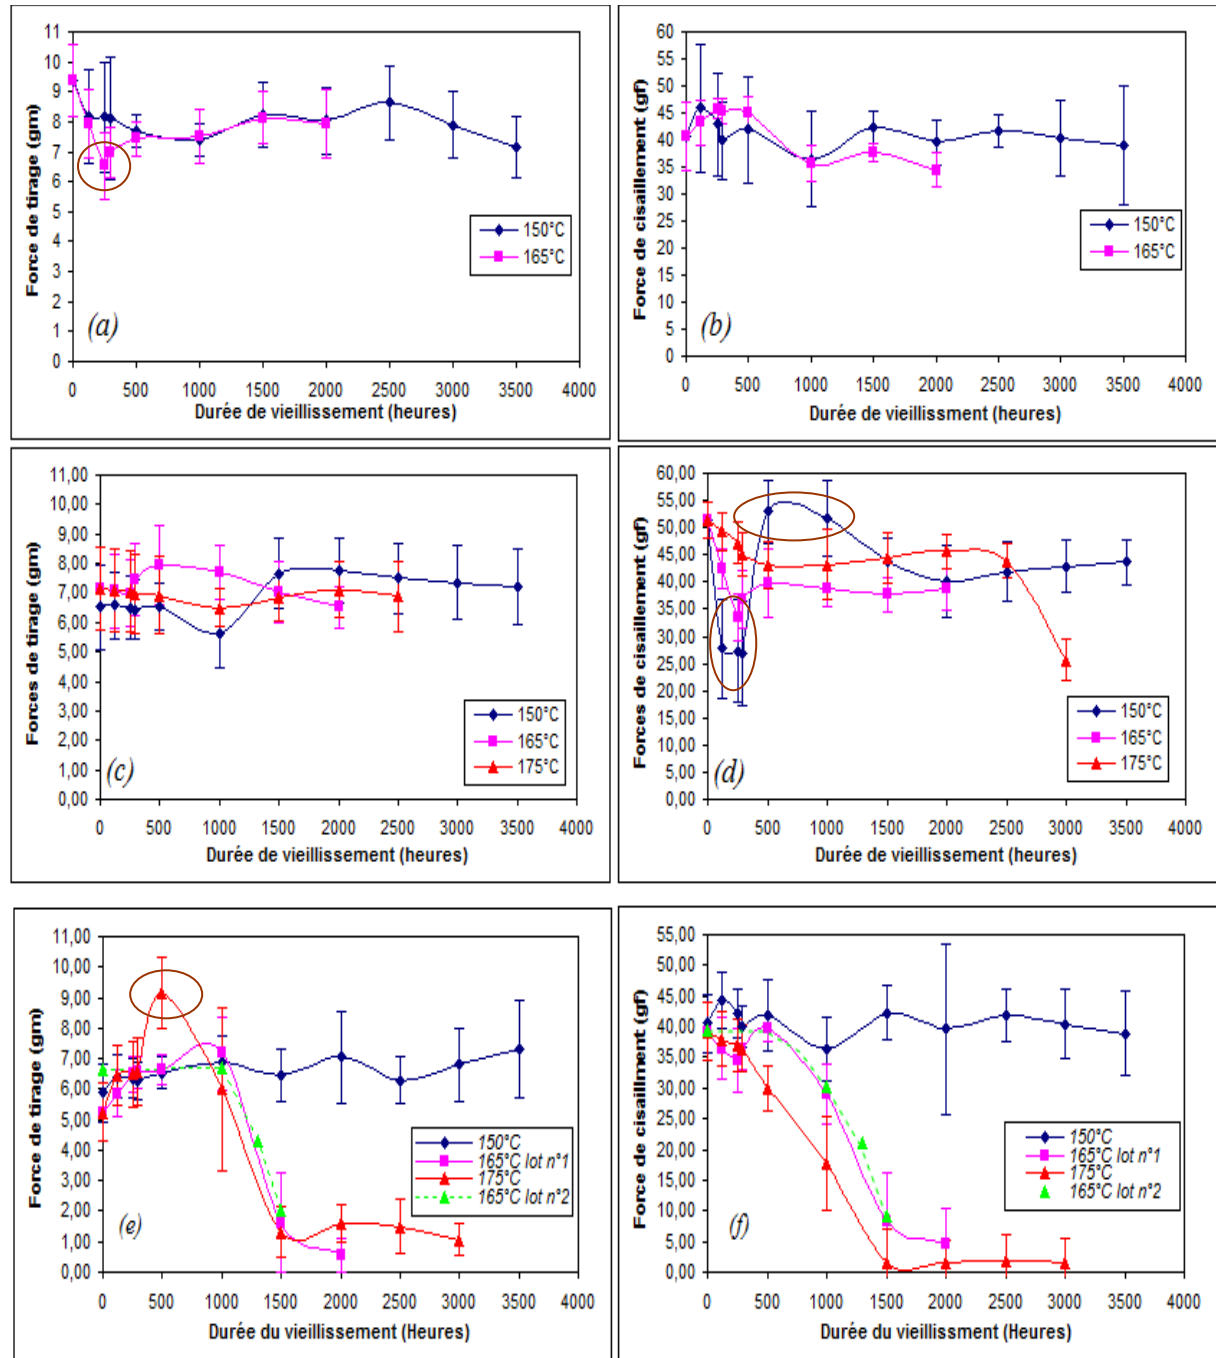 11
10
9
8
7
6
5
4
3
2
1
0
Force de tirage (gm)
150°C
165°C
(a)
0 500 1000 1500 2000 2500 3000 3500 4000
Durée de vieillissement (heures)
60
55
50
45
40
35
30
25
20
15
10
5
0
Force de cisaillement (gf)
150°C
165°C
(b)
0 500 1000 1500 2000 2500 3000 3500 4000
Durée de vieillissment (heures)
11,00
10,00
9,00
8,00
7,00
6,00
5,00
4,00
3,00
2,00
1,00
0,00
Forces de tirage (gm)
150°C
165°C
175°C
(c)
0 500 1000 1500 2000 2500 3000 3500 4000
Durée de vieillissement (heures)
60,00
55,00
50,00
45,00
40,00
35,00
30,00
25,00
20,00
15,00
10,00
5,00
0,00
Forces de cisaillement (gf)
150°C
165°C
175°C
(d)
0 500 1000 1500 2000 2500 3000 3500 4000
Durée de vieillissement (heures)
11,00
10,00
9,00
8,00
7,00
6,00
5,00
4,00
3,00
2,00
1,00
0,00
Force de tirage (gm)
150°C
165°C lot n°1
175°C
165°C lot n°2
(e)
0 500 1000 1500 2000 2500 3000 3500 4000
Durée du vieillissement (Heures)
55,00
50,00
45,00
40,00
35,00
30,00
25,00
20,00
15,00
10,00
5,00
0,00
Force de cisaillment (gf)
150°C
165°C lot n°1
175°C
165°C lot n°2
(f)
0 500 1000 1500 2000 2500 3000 3500 4000
Durée du vieillissment (Heures)